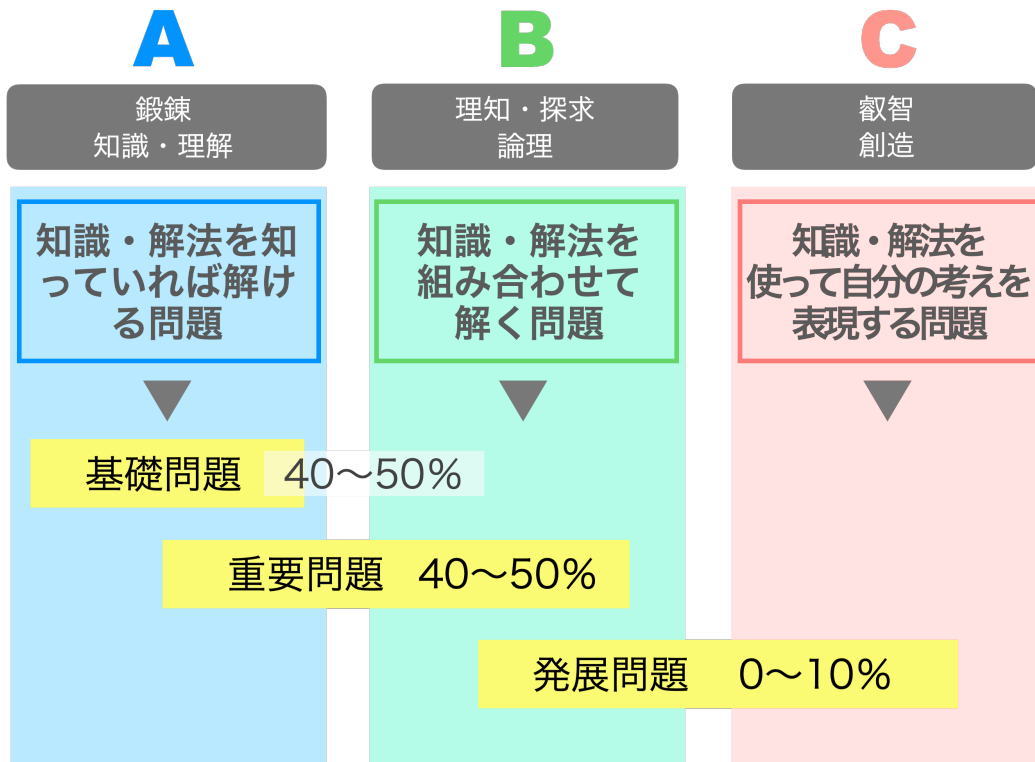 A
B
C
鍛錬
知識・理解
理知・探求
論理
叡智
創造
知識・解法を知
っていれば解け
る問題
知識・解法を
組み合わせて
解く問題
知識・解法を
使って自分の考えを
表現する問題
基礎問題 40〜50%
重要問題 40〜50%
発展問題 0〜10%